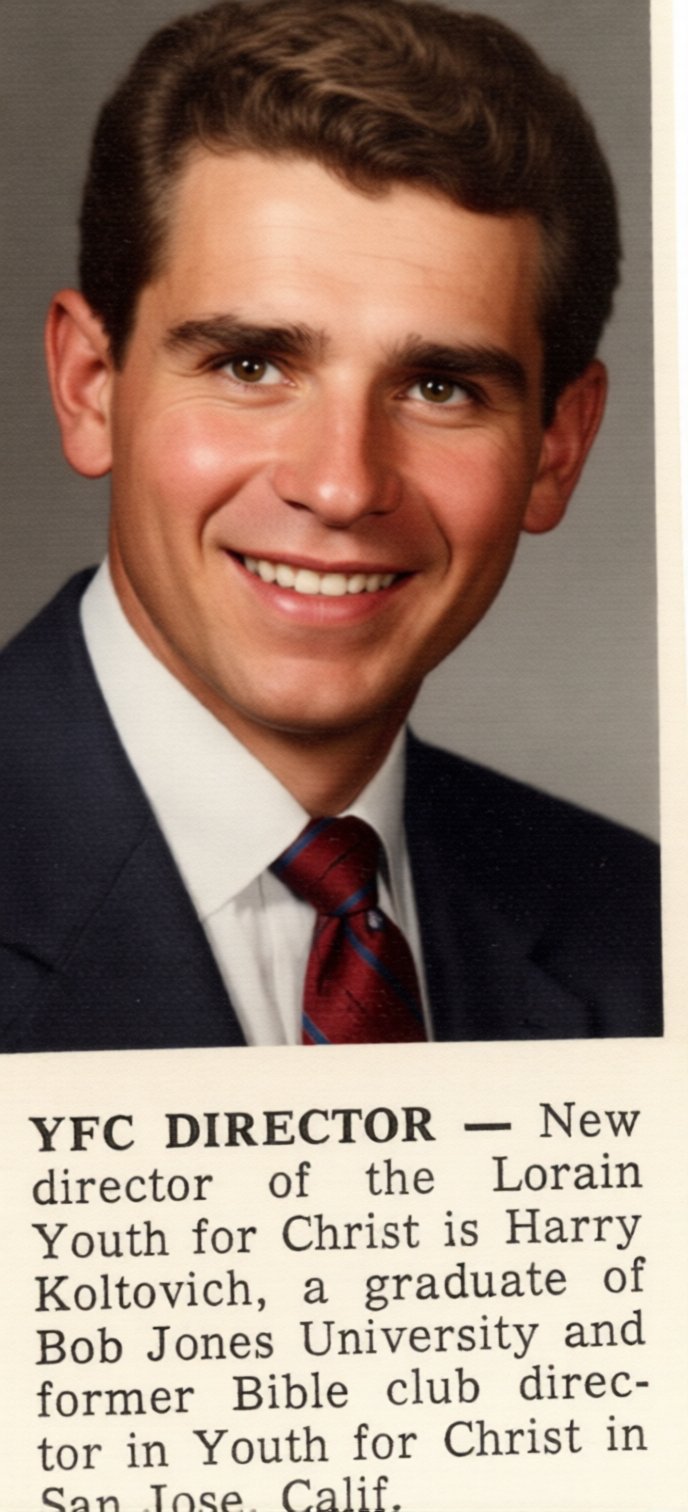 YFC DIRECTOR — New
director of the Lorain
Youth for Christ is Harry
Koltovich, a graduate of
Bob Jones University and
former Bible club direc-
tor in Youth for Christ in
San Jose, Calif.